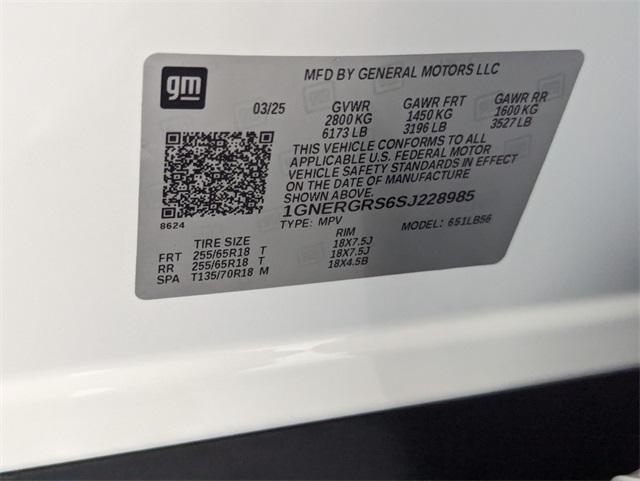 gm
MFD BY GENERAL MOTORS LLC
03/25 GVWR GAWR FRT GAWR RR
2800 KG 1450 KG 1600 KG
6173 LB 3196 LB 3527 LB
THIS VEHICLE CONFORMS TO ALL
APPLICABLE U.S. FEDERAL MOTOR
VEHICLE SAFETY STANDARDS IN EFFECT
ON THE DATE OF MANUFACTURE
SHOWN ABOVE.
1GNERGRS6SJ228985
8624
TYPE: MPV MODEL: 651LB56
TIRE SIZE RIM
FRT 255/65R18 T 18X7.5J
RR 255/65R18 T 18X7.5J
SPA T135/70R18 M 18X4.5B